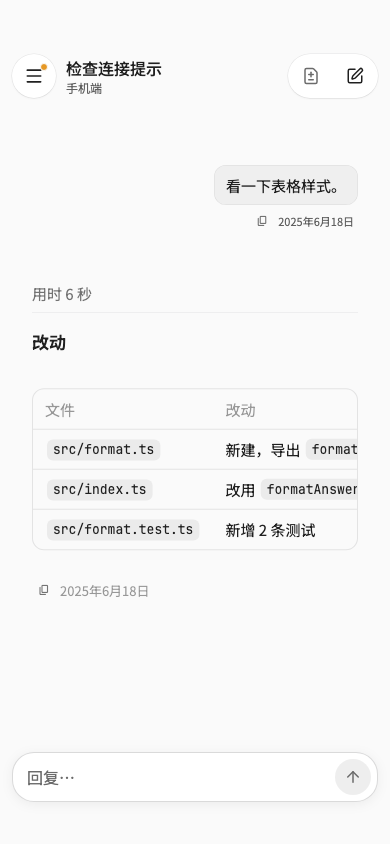 检查连接提示
手机端
看一下表格样式。
2025年6月18日
用时 6 秒
改动
文件 改动
src/format.ts 新建，导出 format
src/index.ts 改用 formatAnswer
src/format.test.ts 新增 2 条测试
2025年6月18日
回复…